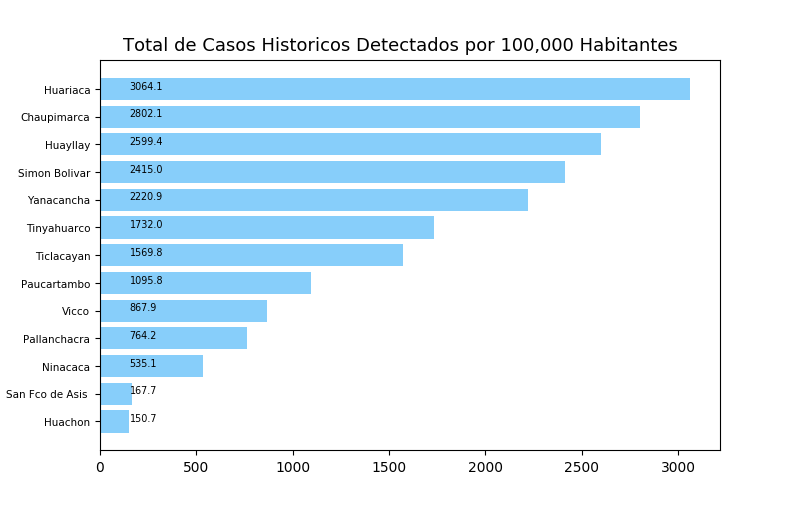 Total de Casos Historicos Detectados por 100,000 Habitantes
Huariaca 3064.1
Chaupimarca 2802.1
Huayllay 2599.4
Simon Bolivar 2415.0
Yanacancha 2220.9
Tinyahuarco 1732.0
Ticlacayan 1569.8
Paucartambo 1095.8
Vicco 867.9
Pallanchacra 764.2
Ninacaca 535.1
San Fco de Asis 167.7
Huachon 150.7
0 500 1000 1500 2000 2500 3000